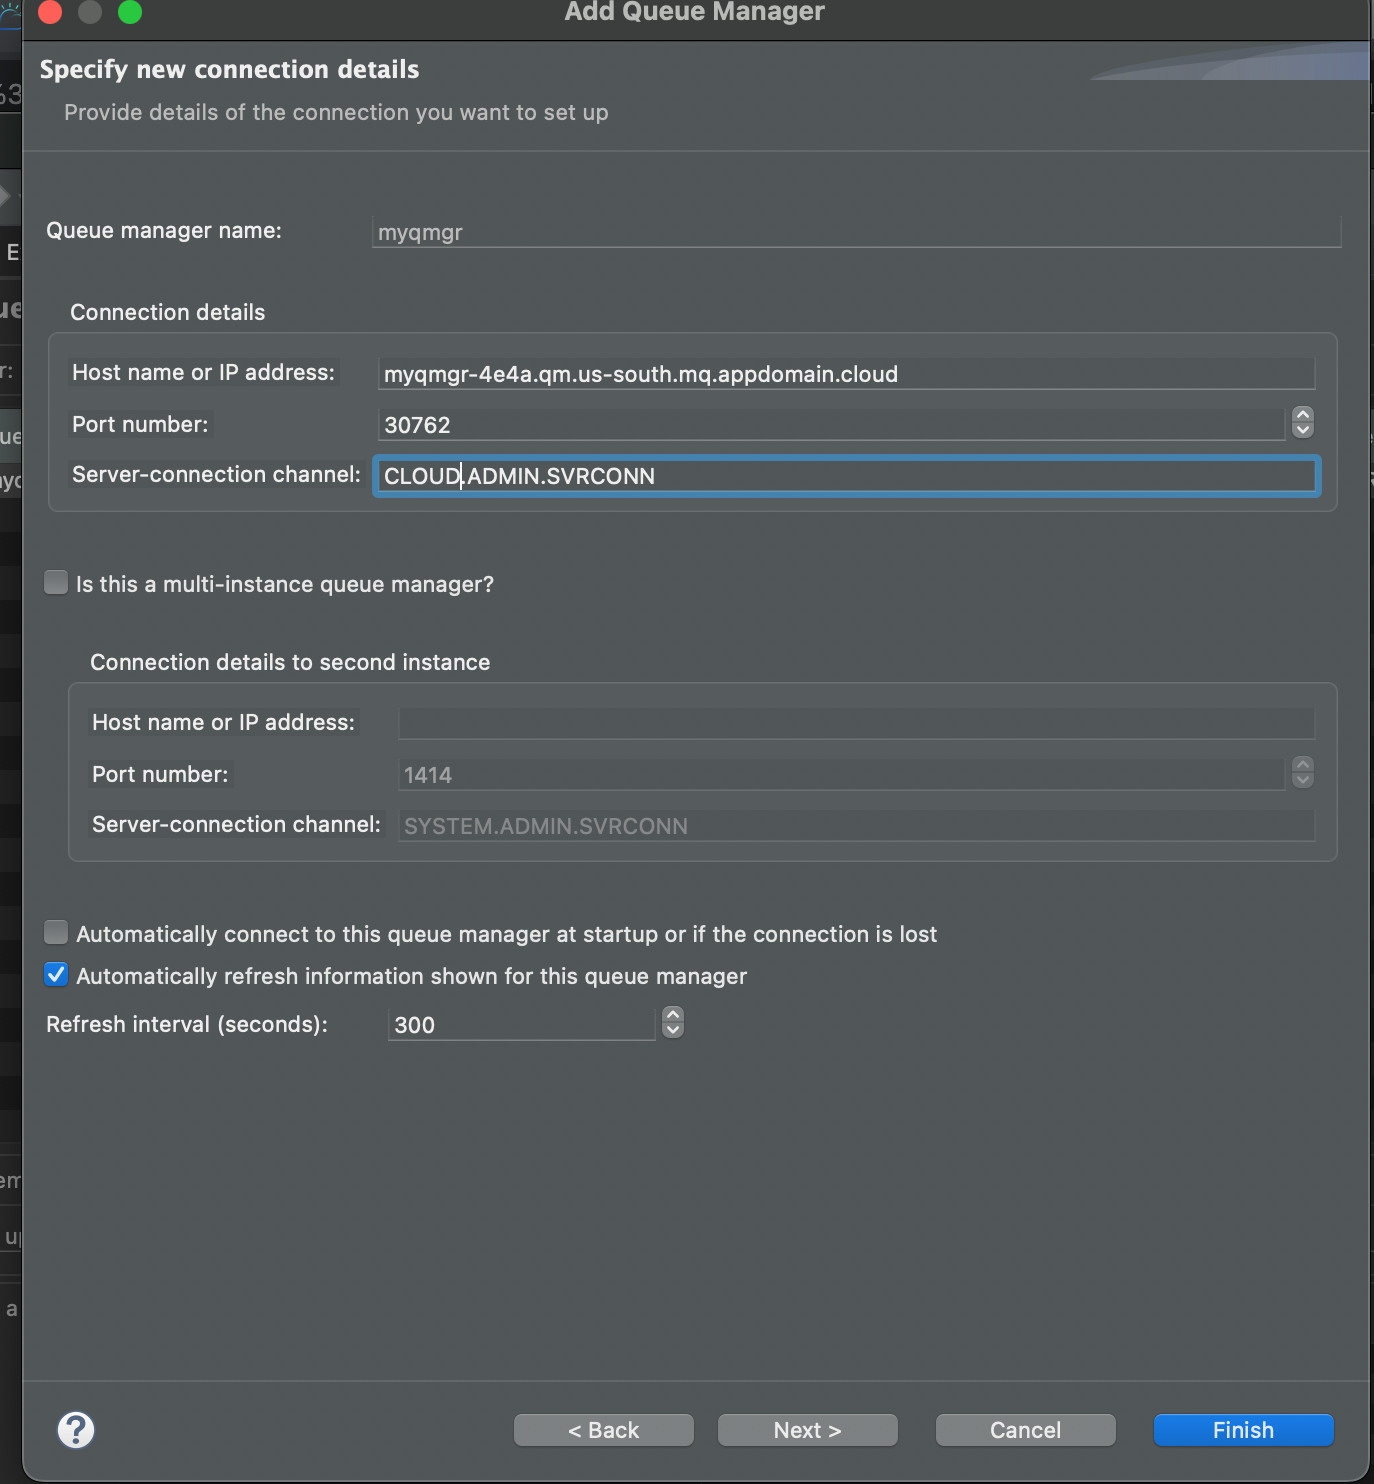 Add Queue Manager
Specify new connection details
Provide details of the connection you want to set up
Queue manager name: myqmgr
Connection details
Host name or IP address: myqmgr-4e4a.qm.us-south.mq.appdomain.cloud
Port number: 30762
Server-connection channel: CLOUD.ADMIN.SVRCONN
Is this a multi-instance queue manager?
Connection details to second instance
Host name or IP address:
Port number: 1414
Server-connection channel: SYSTEM.ADMIN.SVRCONN
Automatically connect to this queue manager at startup or if the connection is lost
Automatically refresh information shown for this queue manager
Refresh interval (seconds): 300
? < Back Next > Cancel Finish